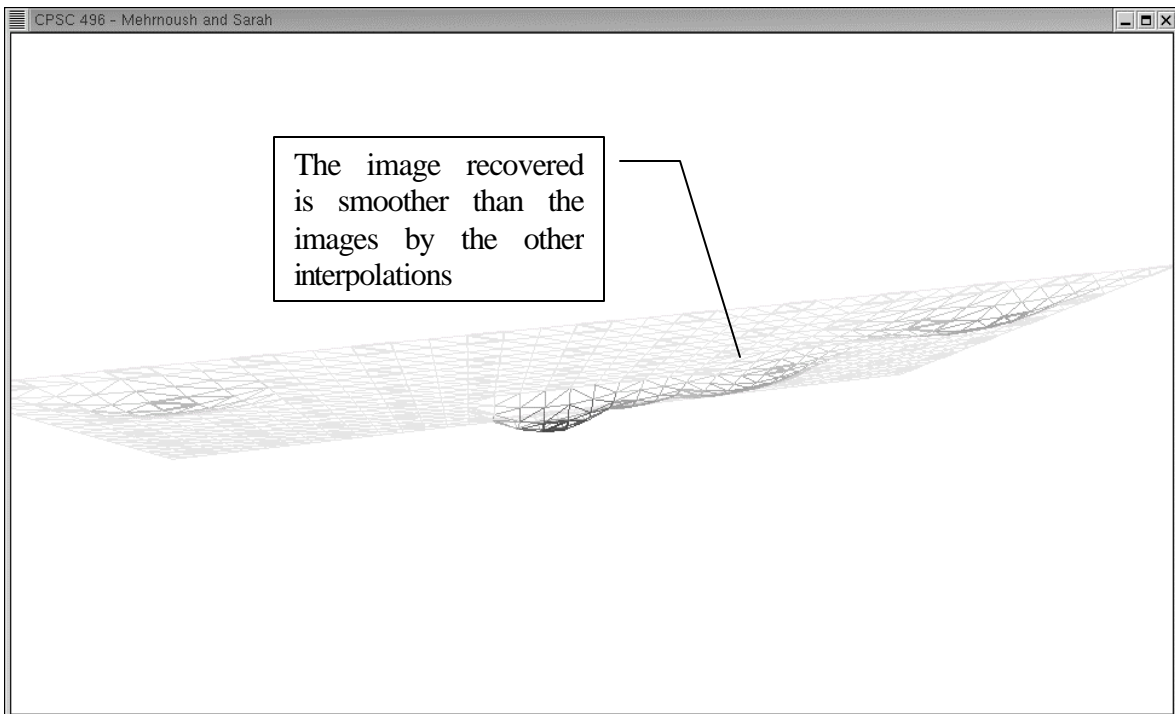 CPSC 496 - Mehrnoush and Sarah
The image recovered
is smoother than the
images by the other
interpolations